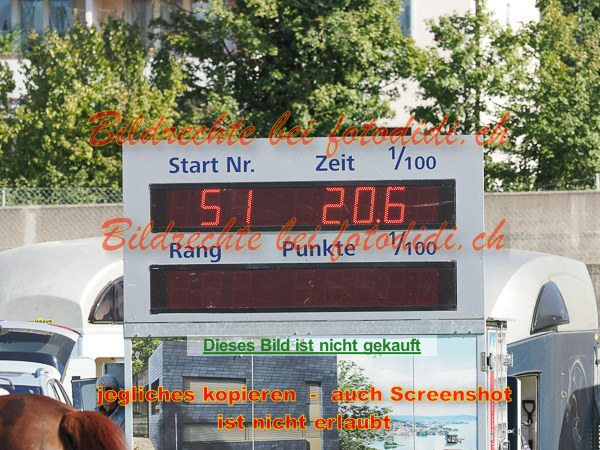 Bildrechte bei fotodidi.ch
Start Nr. Zeit 1/100
51 20.6
Bildrechte bei fotodidi.ch
Rang Punkte 1/100
Dieses Bild ist nicht gekauft
jegliches kopieren - auch Screenshot
ist nicht erlaubt